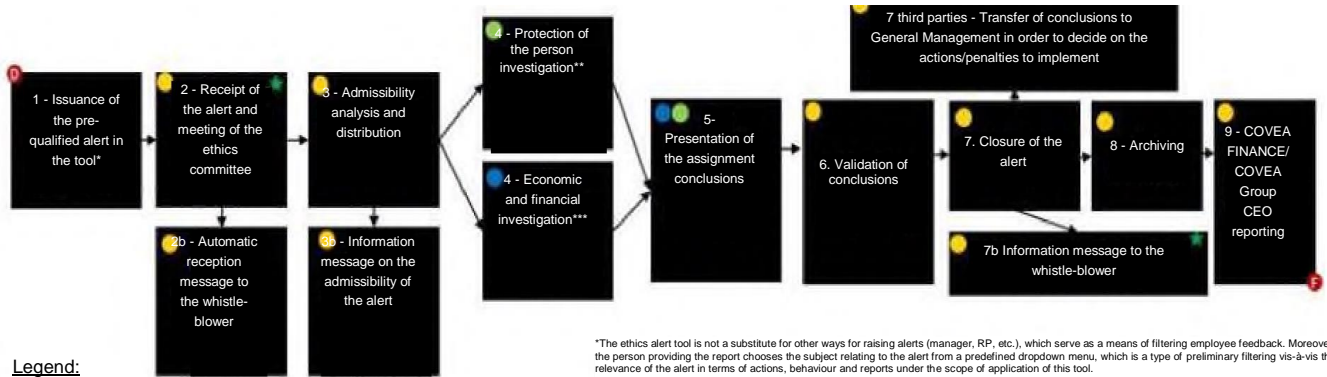 D
1 - Issuance of
the pre-
qualified alert in
the tool*
2 - Receipt of
the alert and
meeting of the
ethics
committee
2b - Automatic
reception
message to
the whistle-
blower
3 - Admissibility
analysis and
distribution
3b - Information
message on the
admissibility of
the alert
4 - Protection of
the person
investigation**
4 - Economic
and financial
investigation***
5-
Presentation of
the assignment
conclusions
6. Validation of
conclusions
7 third parties - Transfer of conclusions to
General Management in order to decide on the
actions/penalties to implement
7. Closure of the
alert
7b Information message to the
whistle-blower
8 - Archiving
9 - COVEA
FINANCE/
COVEA
Group
CEO
reporting
F
Legend:
*The ethics alert tool is not a substitute for other ways for raising alerts (manager, RP, etc.), which serve as a means of filtering employee feedback. Moreove
the person providing the report chooses the subject relating to the alert from a predefined dropdown menu, which is a type of preliminary filtering vis-à-vis th
relevance of the alert in terms of actions, behaviour and reports under the scope of application of this tool.